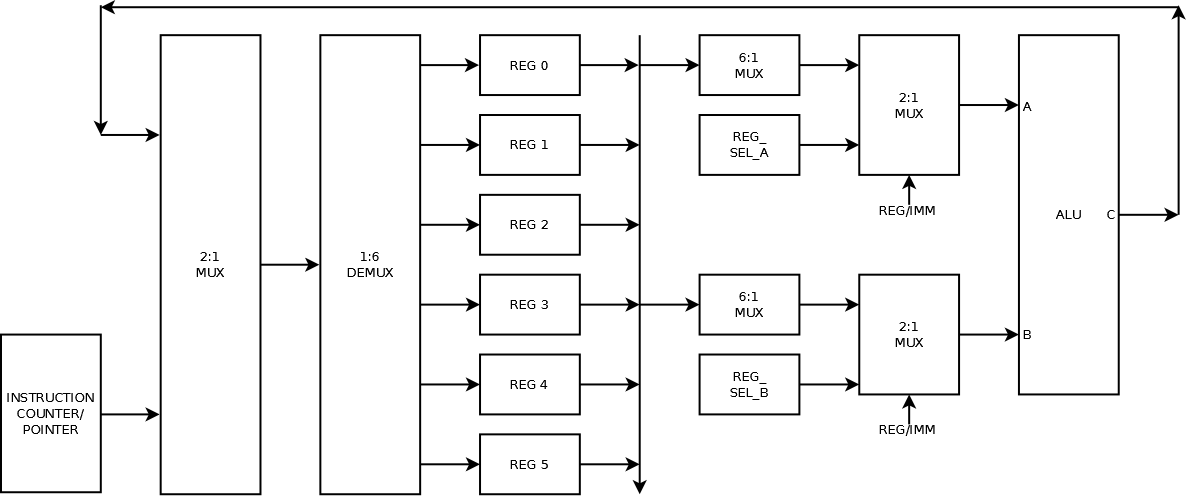 INSTRUCTION
COUNTER/
POINTER
2:1
MUX
1:6
DEMUX
REG 0
REG 1
REG 2
REG 3
REG 4
REG 5
6:1
MUX
REG_
SEL_A
2:1
MUX
REG/IMM
6:1
MUX
REG_
SEL_B
2:1
MUX
REG/IMM
A
B
ALU
C